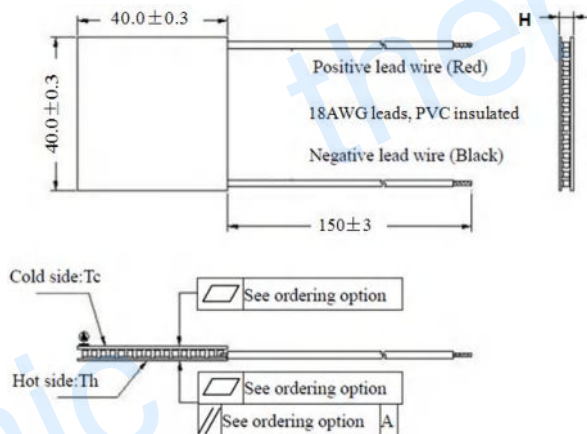 40.0±0.3
H
40.0±0.3
Positive lead wire (Red)
18AWG leads, PVC insulated
Negative lead wire (Black)
150±3
Cold side:Tc
See ordering option
A
Hot side:Th
See ordering option
See ordering option A